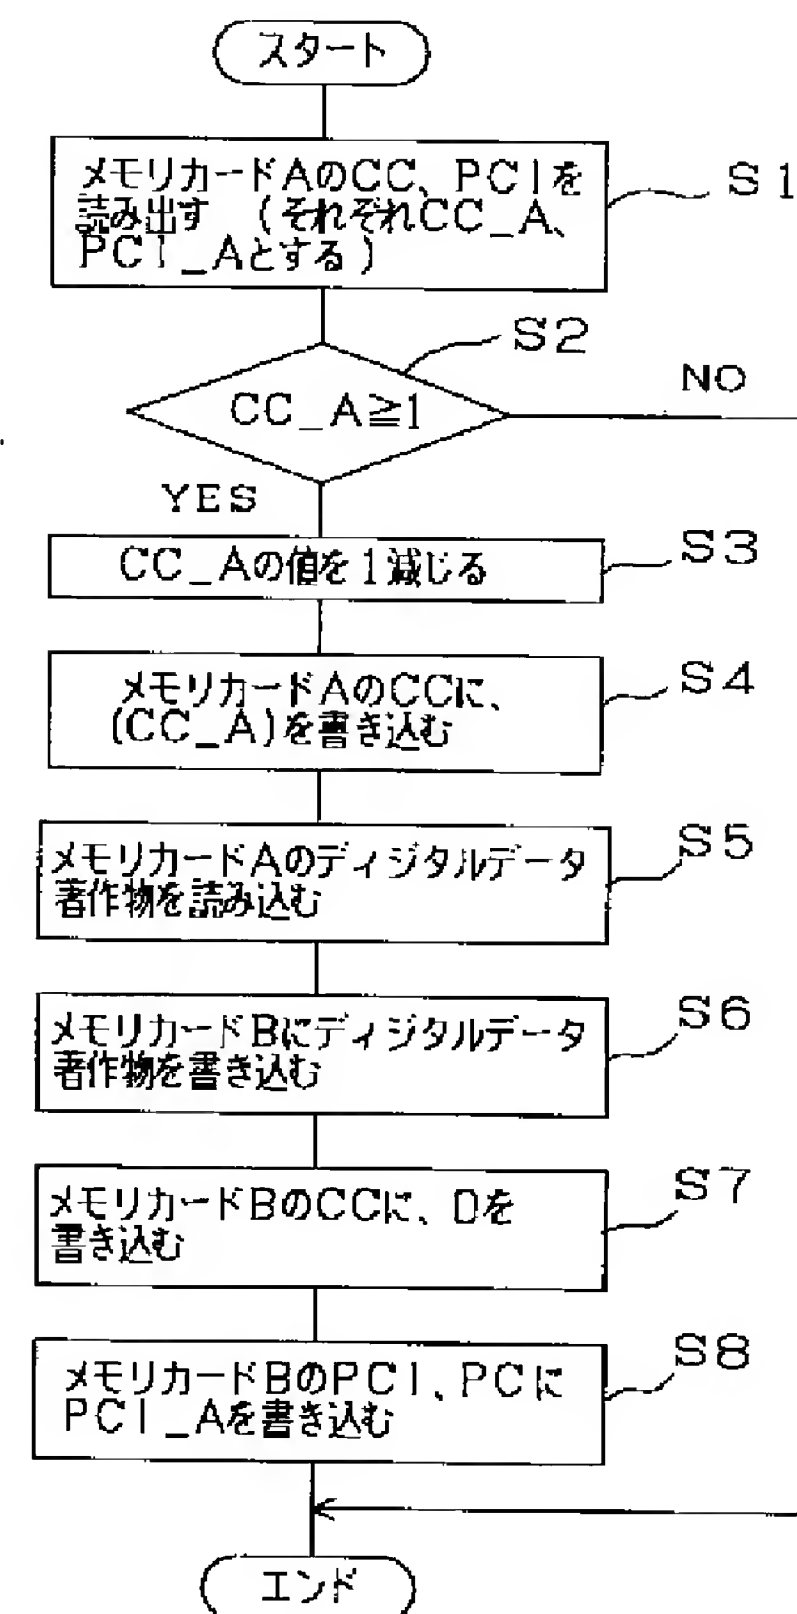 スタート
メモリカードAのCC、PCIを
読み出す (それぞれCC_A、
PCI_Aとする)
S1
S2
CC_A≧1
NO
YES
CC_Aの値を1減じる
S3
メモリカードAのCCに、
(CC_A)を書き込む
S4
メモリカードAのディジタルデータ
著作物を読み込む
S5
メモリカードBにディジタルデータ
著作物を書き込む
S6
メモリカードBのCCに、0を
書き込む
S7
メモリカードBのPCI、PCに
PCI_Aを書き込む
S8
エンド